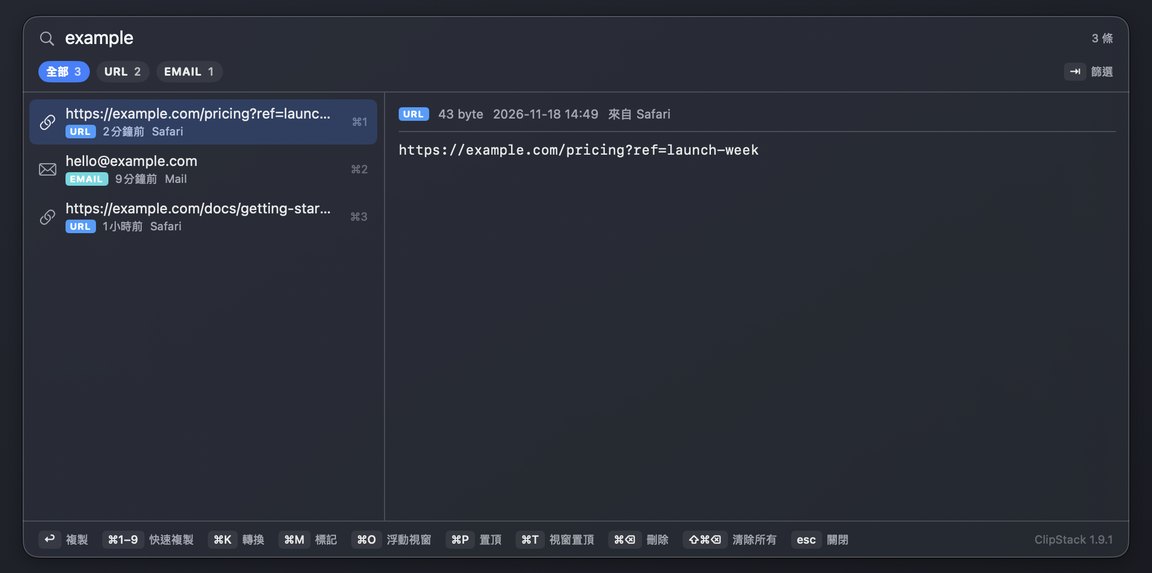 example
3 條
全部 3 URL 2 EMAIL 1
⇥ 篩選
https://example.com/pricing?ref=launc...
URL 2分鐘前 Safari
⌘1
hello@example.com
EMAIL 9分鐘前 Mail
⌘2
https://example.com/docs/getting-star...
URL 1小時前 Safari
⌘3
URL 43 byte 2026-11-18 14:49 來自 Safari
https://example.com/pricing?ref=launch-week
↩ 複製 ⌘1–9 快速複製 ⌘K 轉換 ⌘M 標記 ⌘O 浮動視窗 ⌘P 置頂 ⌘T 視窗置頂 ⌘⌫ 刪除 ⇧⌘⌫ 清除所有 esc 關閉
ClipStack 1.9.1